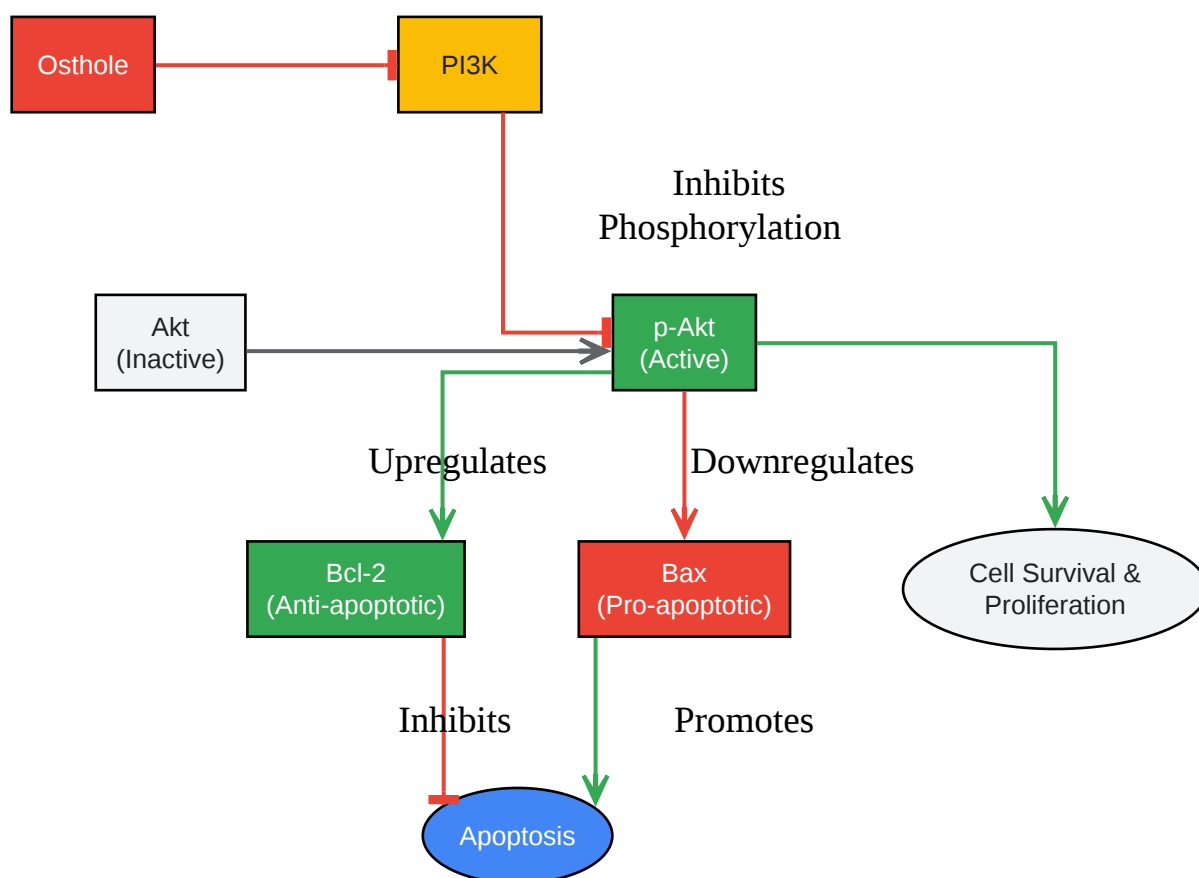 Osthole
PI3K
Inhibits
Phosphorylation
Akt
(Inactive)
p-Akt
(Active)
Upregulates
Downregulates
Bcl-2
(Anti-apoptotic)
Bax
(Pro-apoptotic)
Cell Survival &
Proliferation
Inhibits
Promotes
Apoptosis